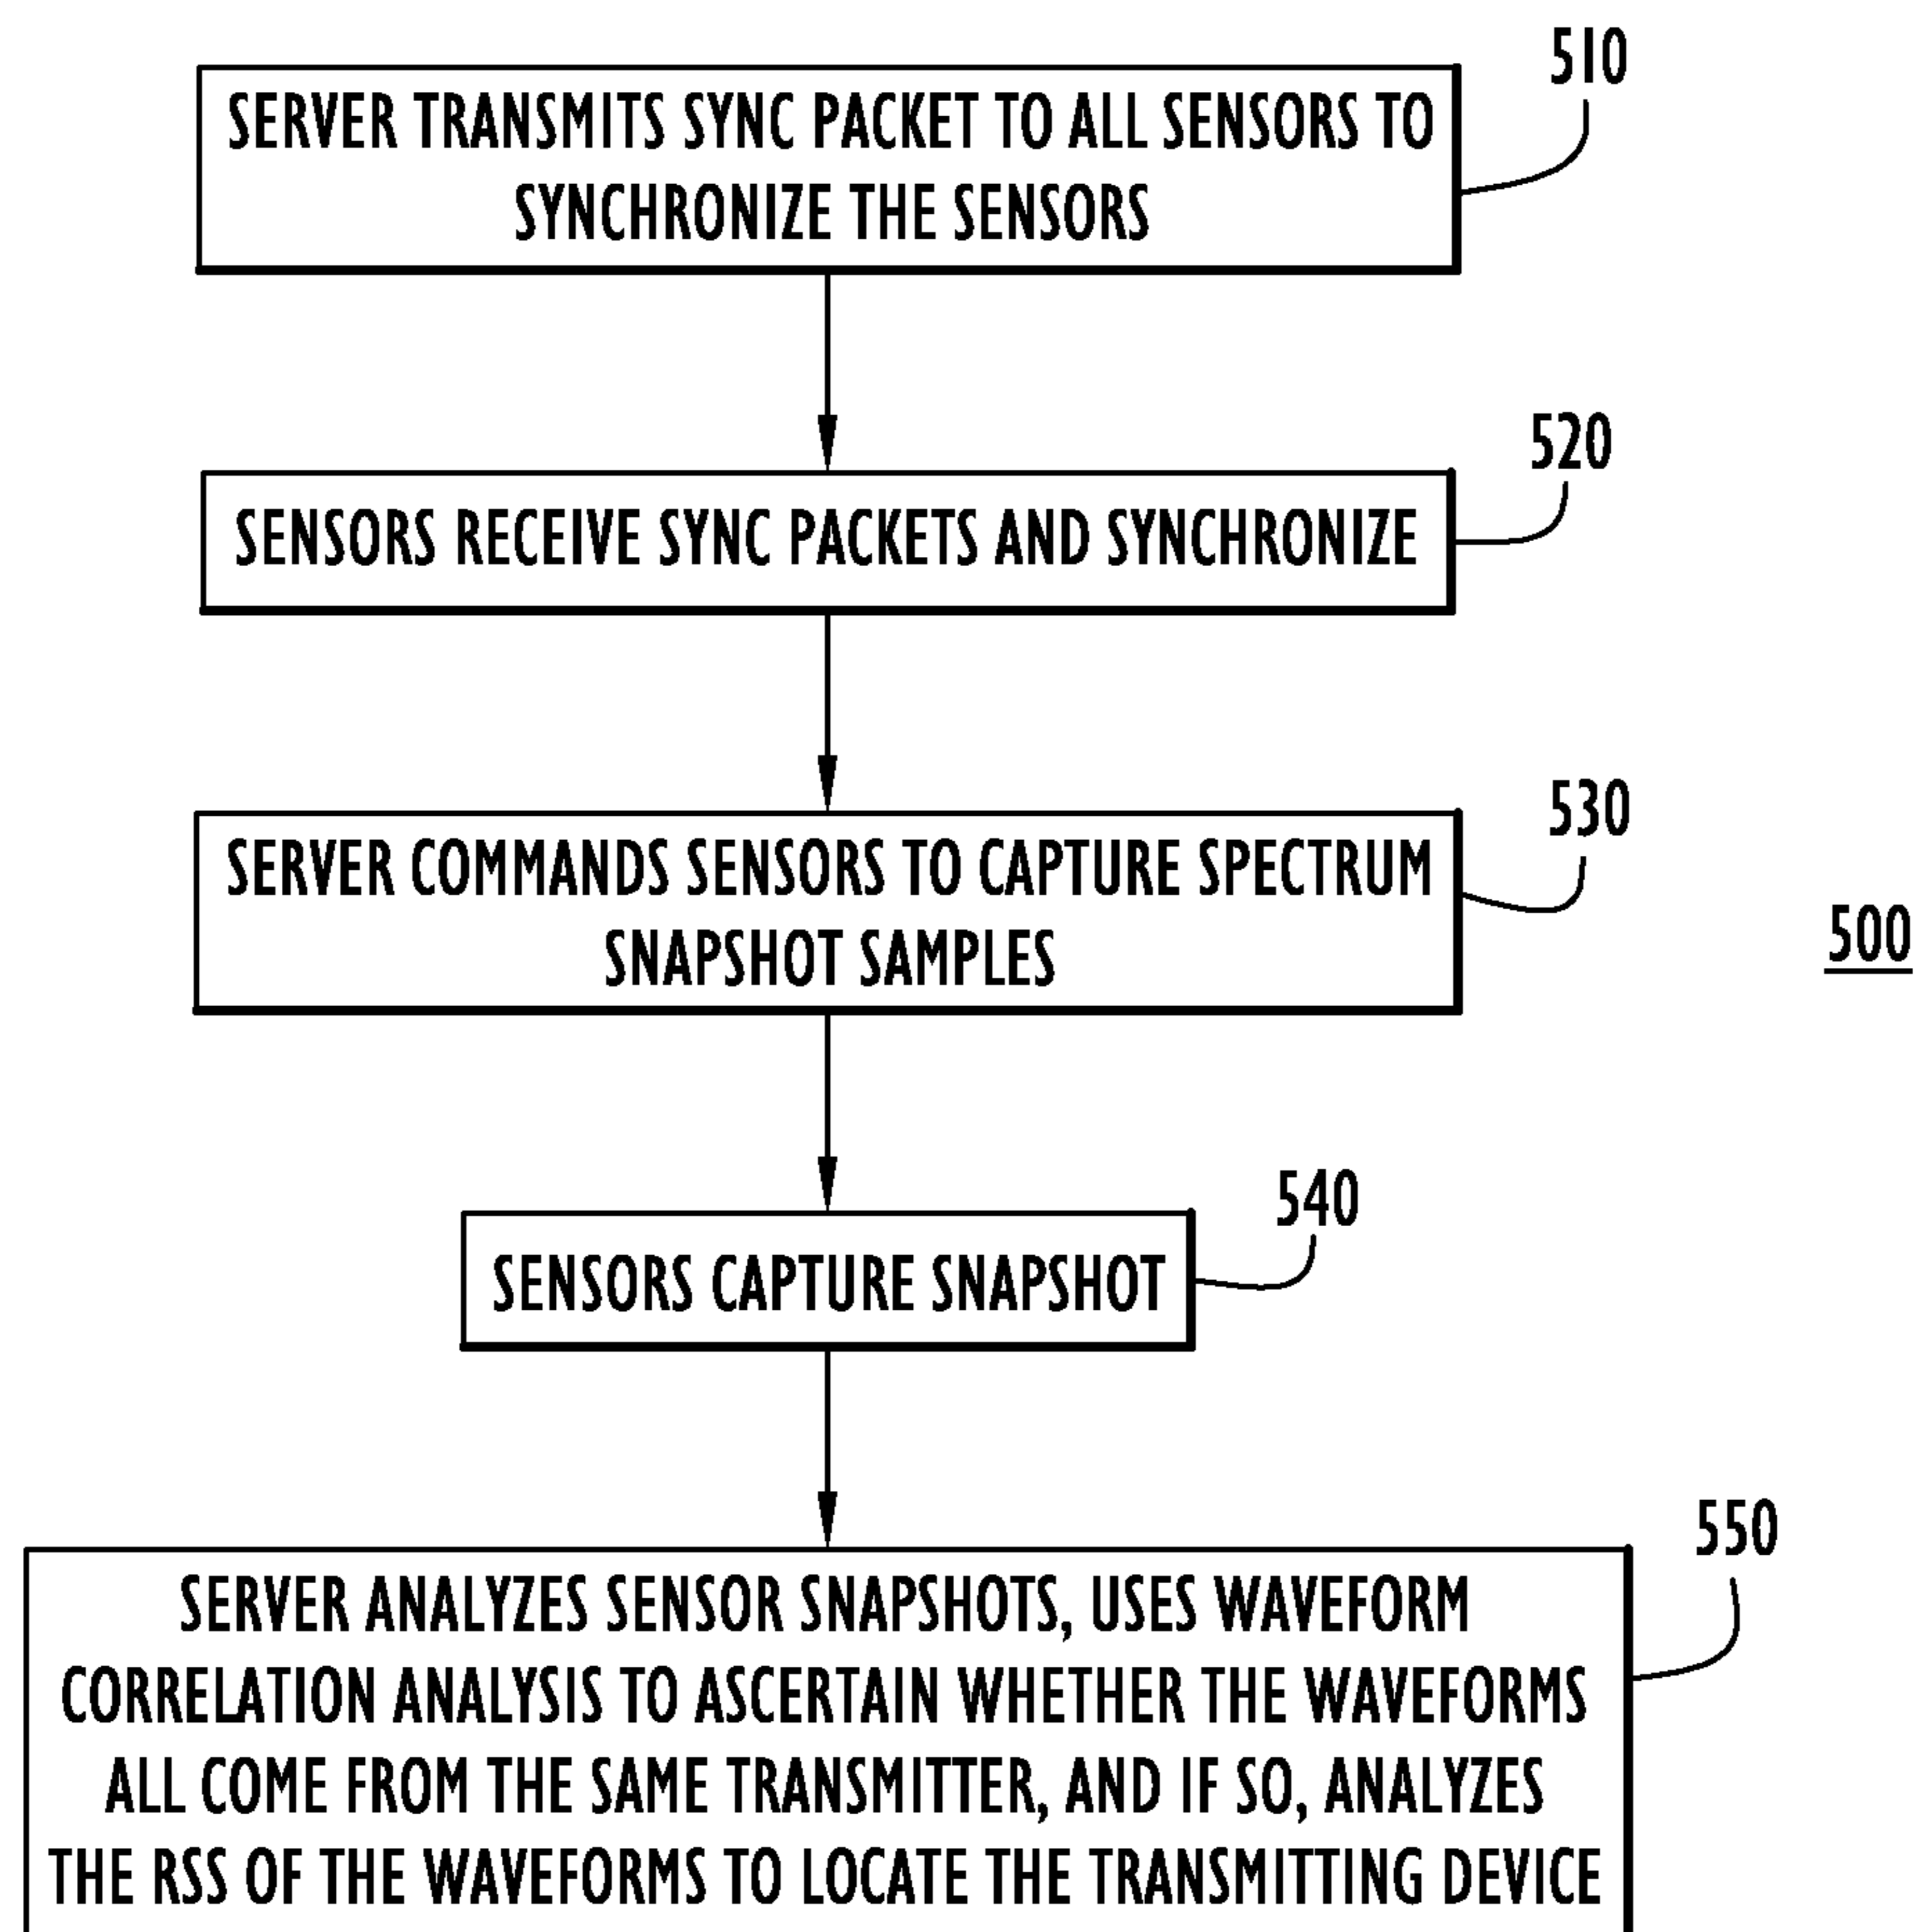 510
SERVER TRANSMITS SYNC PACKET TO ALL SENSORS TO
SYNCHRONIZE THE SENSORS
520
SENSORS RECEIVE SYNC PACKETS AND SYNCHRONIZE
530
SERVER COMMANDS SENSORS TO CAPTURE SPECTRUM
SNAPSHOT SAMPLES
500
540
SENSORS CAPTURE SNAPSHOT
550
SERVER ANALYZES SENSOR SNAPSHOTS, USES WAVEFORM
CORRELATION ANALYSIS TO ASCERTAIN WHETHER THE WAVEFORMS
ALL COME FROM THE SAME TRANSMITTER, AND IF SO, ANALYZES
THE RSS OF THE WAVEFORMS TO LOCATE THE TRANSMITTING DEVICE